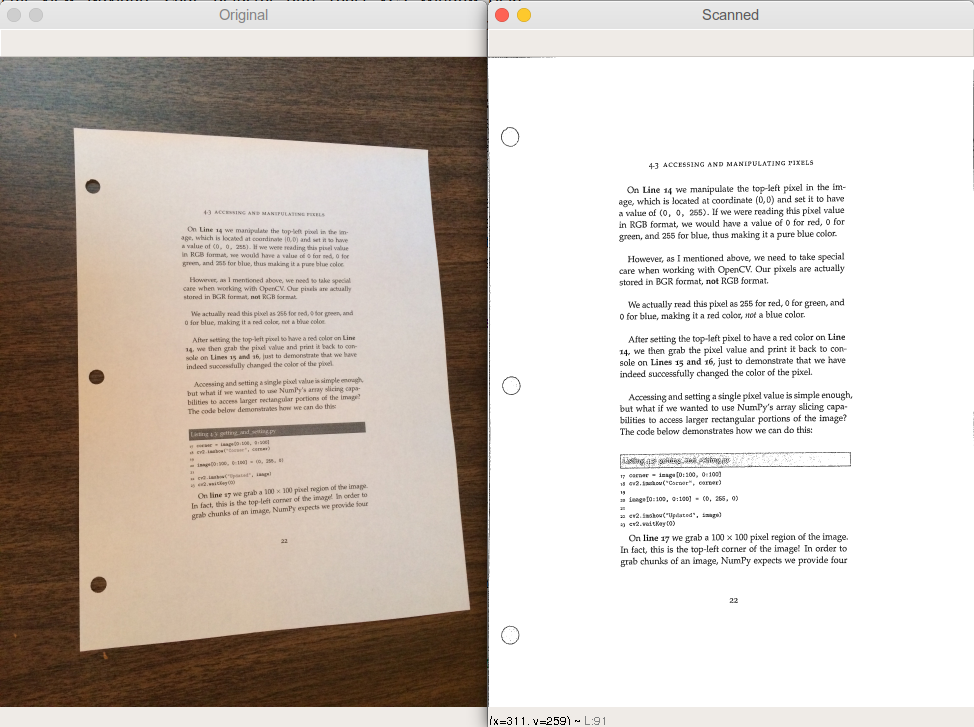 Original
4.3 ACCESSING AND MANIPULATING PIXELS
On Line 14 we manipulate the top-left pixel in the im-
age, which is located at coordinate (0,0) and set it to have
a value of (0, 0, 255). If we were reading this pixel value
in RGB format, we would have a value of 0 for red, 0 for
green, and 255 for blue, thus making it a pure blue color.
However, as I mentioned above, we need to take special
care when working with OpenCV. Our pixels are actually
stored in BGR format, not RGB format.
We actually read this pixel as 255 for red, 0 for green, and
0 for blue, making it a red color, not a blue color.
After setting the top-left pixel to have a red color on Line
14, we then grab the pixel value and print it back to con-
sole on Lines 15 and 16, just to demonstrate that we have
indeed successfully changed the color of the pixel.
Accessing and setting a single pixel value is simple enough,
but what if we wanted to use NumPy's array slicing capa-
bilities to access larger rectangular portions of the image?
The code below demonstrates how we can do this:
Listing 4.3: getting_and_setting.py
17 corner = image[0:100, 0:100]
18 cv2.imshow("Corner", corner)
19
20 image[0:100, 0:100] = (0, 255, 0)
21
22 cv2.imshow("Updated", image)
23 cv2.waitKey(0)
On line 17 we grab a 100 × 100 pixel region of the image.
In fact, this is the top-left corner of the image! In order to
grab chunks of an image, NumPy expects we provide four
22
Scanned
4.3 ACCESSING AND MANIPULATING PIXELS
On Line 14 we manipulate the top-left pixel in the im-
age, which is located at coordinate (0,0) and set it to have
a value of (0, 0, 255). If we were reading this pixel value
in RGB format, we would have a value of 0 for red, 0 for
green, and 255 for blue, thus making it a pure blue color.
However, as I mentioned above, we need to take special
care when working with OpenCV. Our pixels are actually
stored in BGR format, not RGB format.
We actually read this pixel as 255 for red, 0 for green, and
0 for blue, making it a red color, not a blue color.
After setting the top-left pixel to have a red color on Line
14, we then grab the pixel value and print it back to con-
sole on Lines 15 and 16, just to demonstrate that we have
indeed successfully changed the color of the pixel.
Accessing and setting a single pixel value is simple enough,
but what if we wanted to use NumPy's array slicing capa-
bilities to access larger rectangular portions of the image?
The code below demonstrates how we can do this:
Listing 4.3: getting_and_setting.py
17 corner = image[0:100, 0:100]
18 cv2.imshow("Corner", corner)
19
20 image[0:100, 0:100] = (0, 255, 0)
21
22 cv2.imshow("Updated", image)
23 cv2.waitKey(0)
On line 17 we grab a 100 × 100 pixel region of the image.
In fact, this is the top-left corner of the image! In order to
grab chunks of an image, NumPy expects we provide four
22
(x=311, y=259) ~ L:91